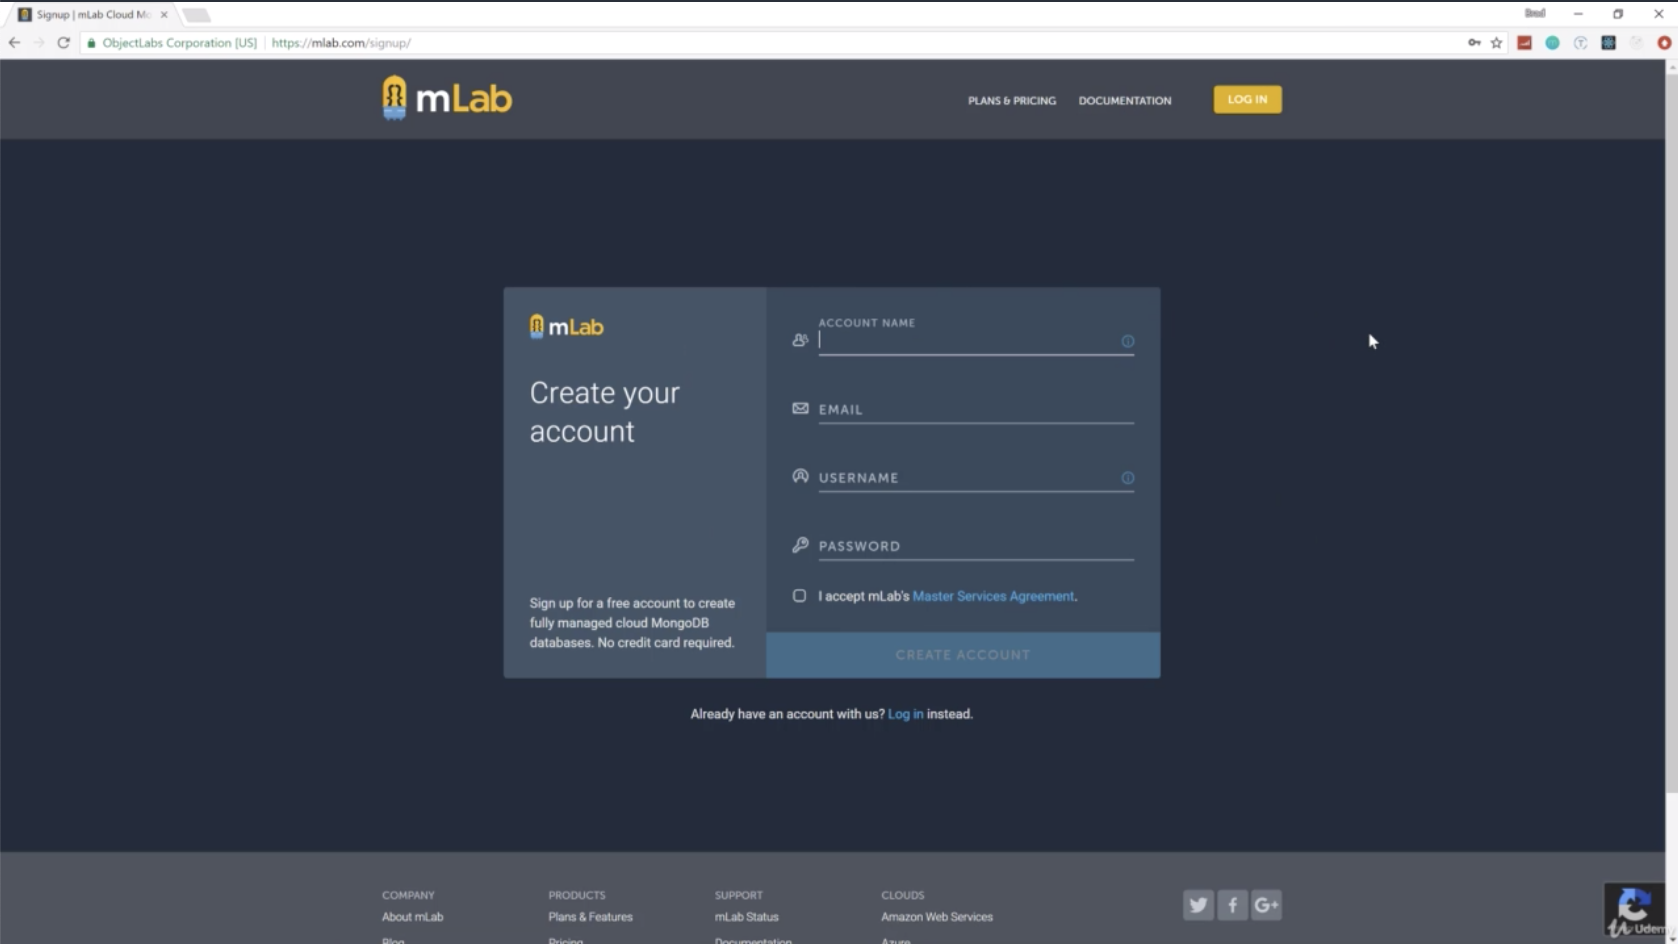 Signup | mLab Cloud Mo
Brad
ObjectLabs Corporation [US]
https://mlab.com/signup/
mLab
PLANS & PRICING
DOCUMENTATION
LOG IN
mLab
Create your
account
Sign up for a free account to create
fully managed cloud MongoDB
databases. No credit card required.
ACCOUNT NAME
EMAIL
USERNAME
PASSWORD
I accept mLab's Master Services Agreement.
CREATE ACCOUNT
Already have an account with us? Log in instead.
COMPANY
About mLab
Blog
PRODUCTS
Plans & Features
Pricing
SUPPORT
mLab Status
Documentation
CLOUDS
Amazon Web Services
Azure
G+
Udem